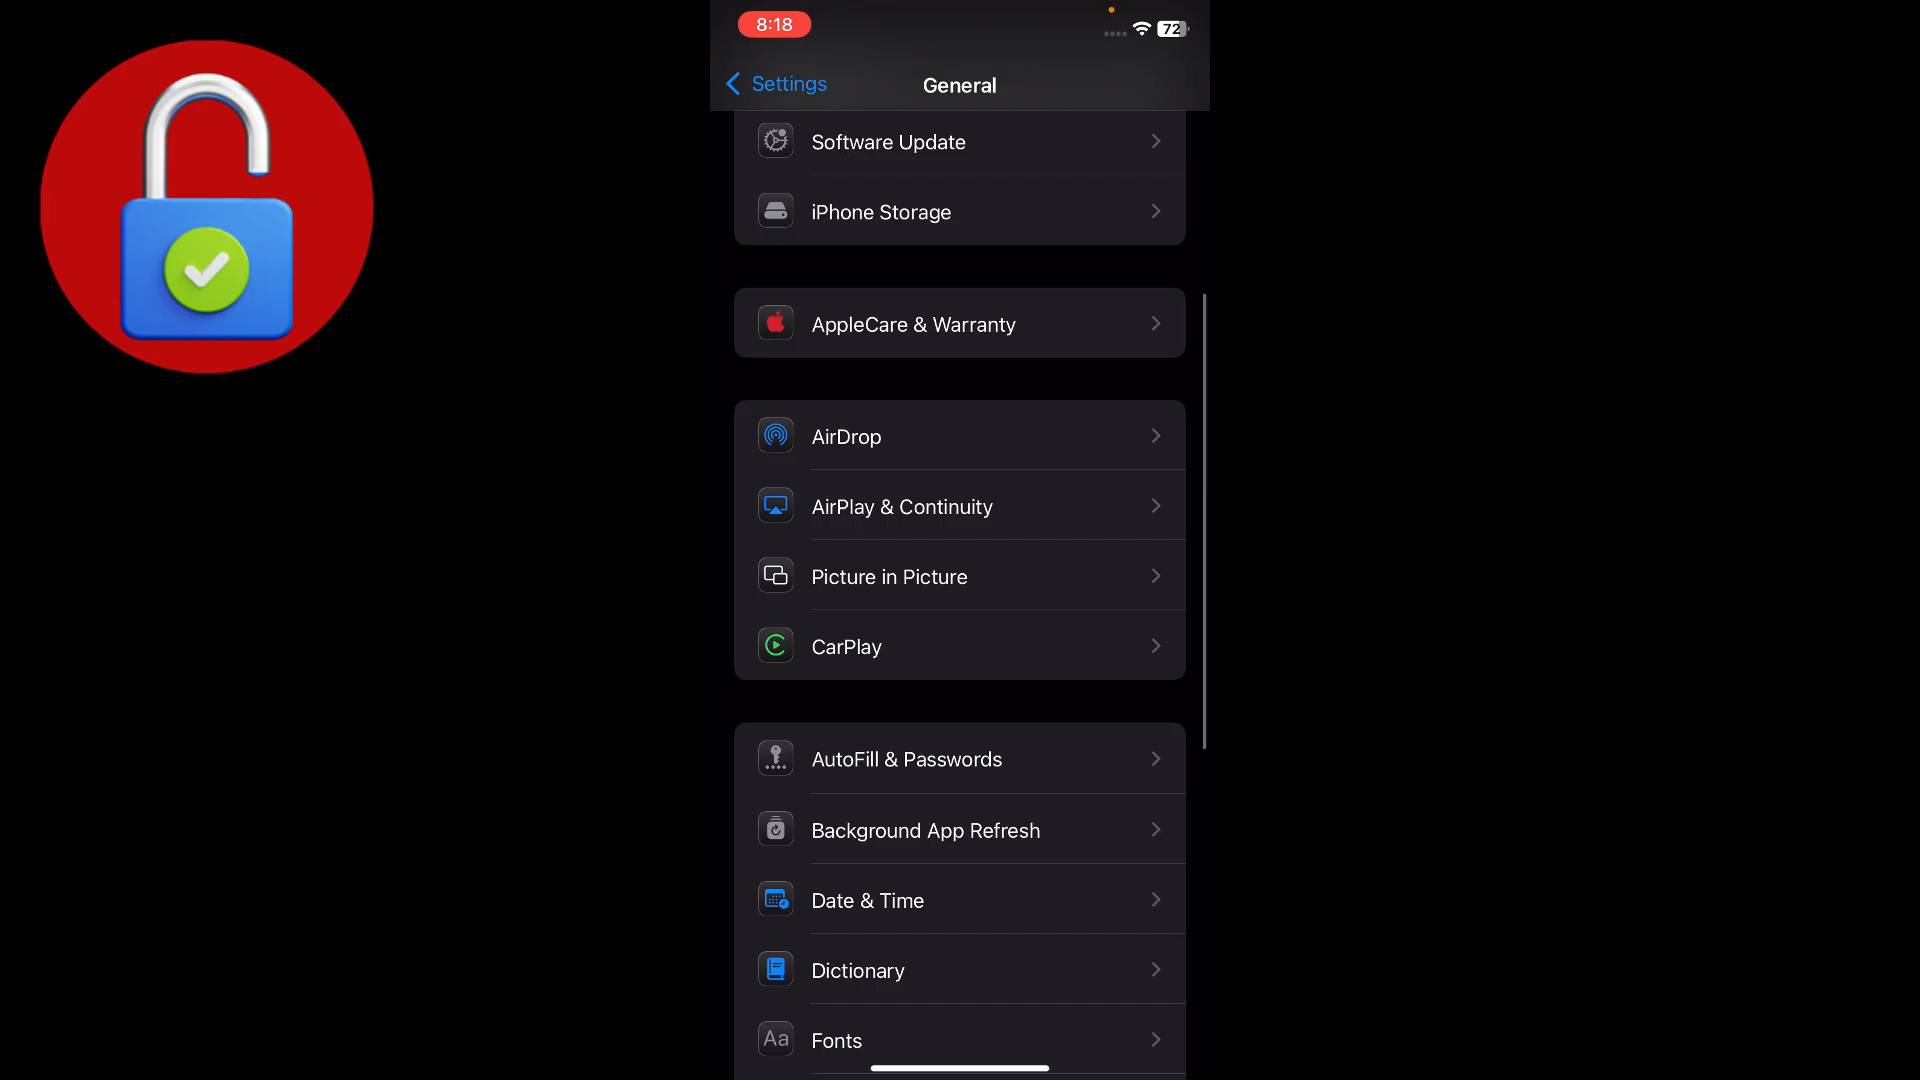 8:18
72
Settings
General
Software Update
iPhone Storage
AppleCare & Warranty
AirDrop
AirPlay & Continuity
Picture in Picture
CarPlay
AutoFill & Passwords
Background App Refresh
Date & Time
Dictionary
Aa Fonts